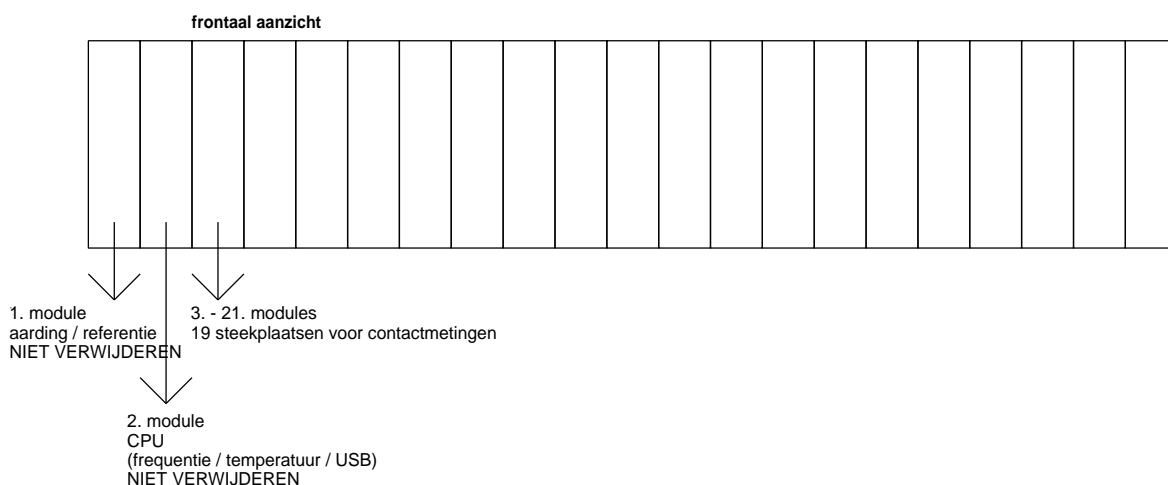 frontaal aanzicht
1. module
aarding / referentie
NIET VERWIJDEREN
3. - 21. modules
19 steekplaatsen voor contactmetingen
2. module
CPU
(frequentie / temperatuur / USB)
NIET VERWIJDEREN